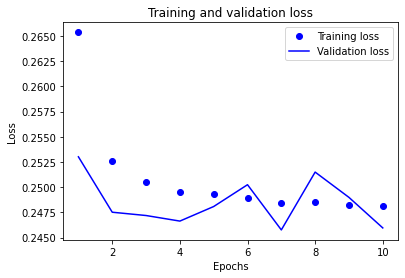 Training and validation loss
Training loss
Validation loss
0.2650
0.2625
0.2600
0.2575
0.2550
0.2525
0.2500
0.2475
0.2450
Loss
2
4
6
8
10
Epochs